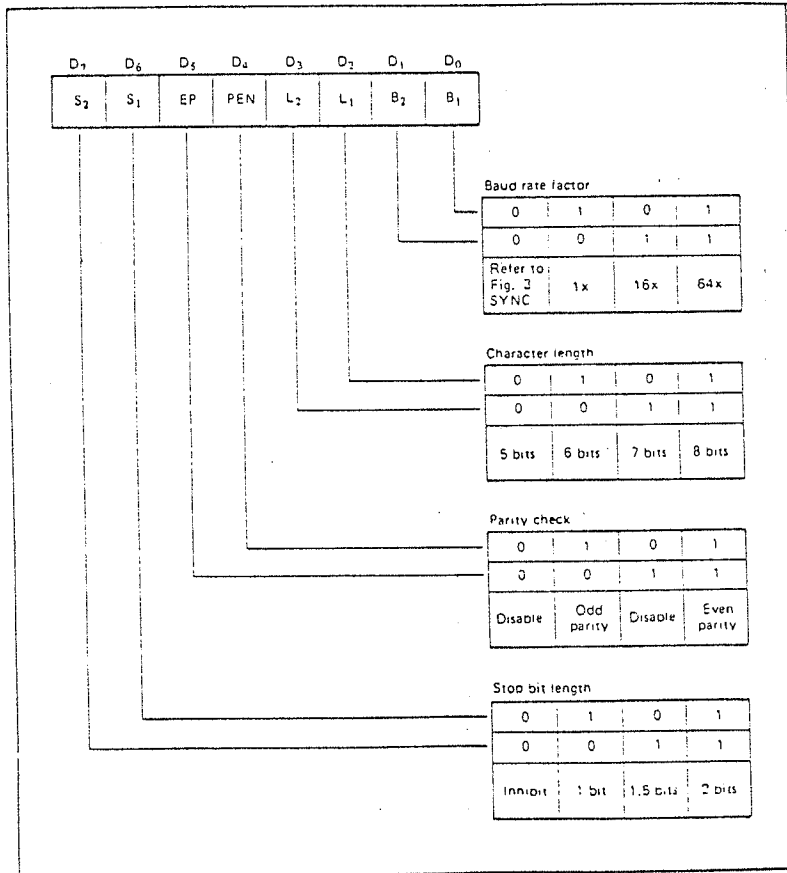 D₇ D₆ D₅ D₄ D₃ D₂ D₁ D₀
S₂ S₁ EP PEN L₂ L₁ B₂ B₁
Baud rate factor
0 1 0 1
0 0 1 1
Refer to
Fig. 3
SYNC
1x 16x 64x
Character length
0 1 0 1
0 0 1 1
5 bits 6 bits 7 bits 8 bits
Parity check
0 1 0 1
0 0 1 1
Disable Odd parity Disable Even parity
Stop bit length
0 1 0 1
0 0 1 1
Inhibit 1 bit 1.5 bits 2 bits